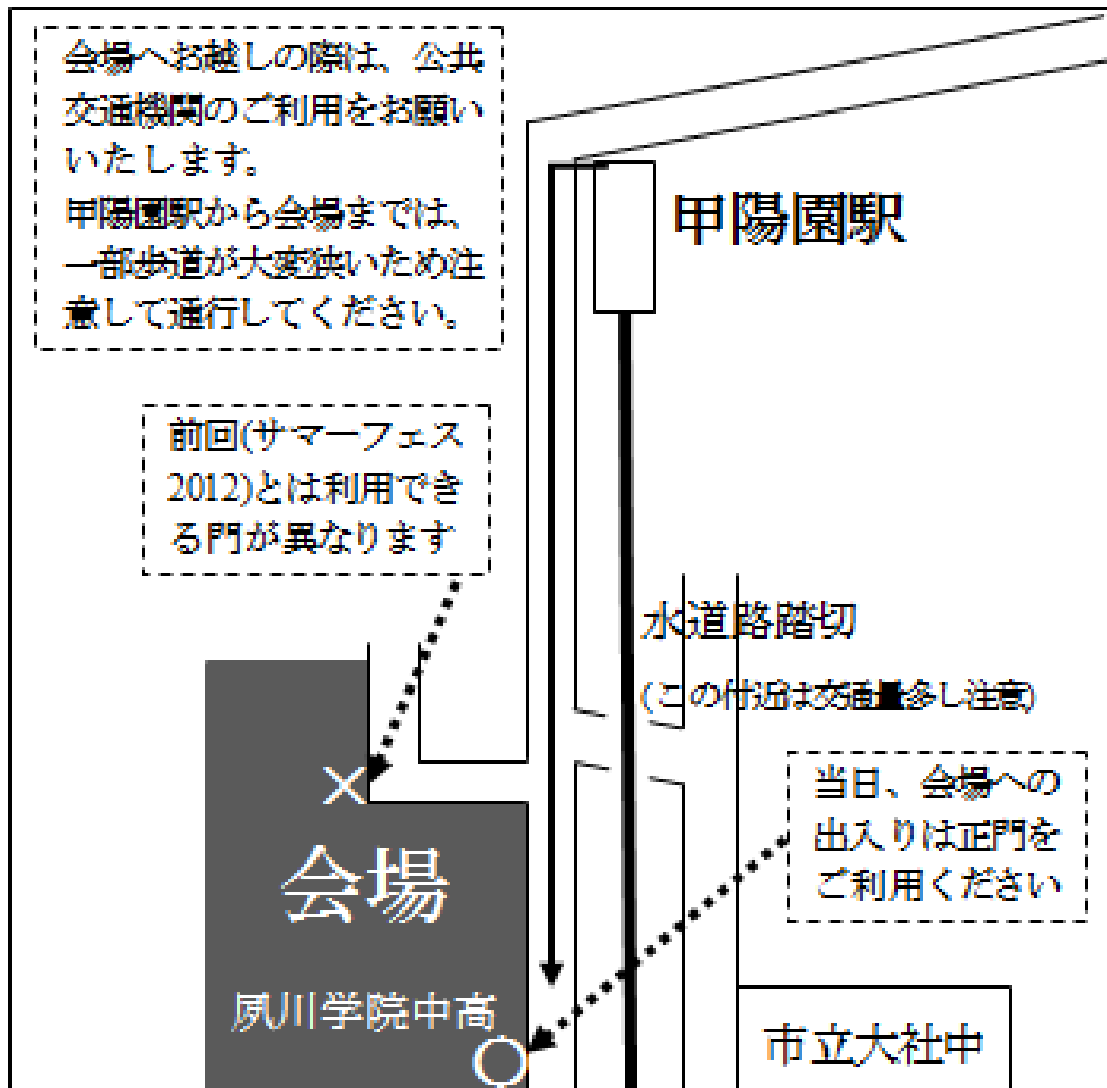 会場へお越しの際は、公共
交通機関のご利用をお願い
いたします。
甲陽園駅から会場までは、
一部歩道が大変狭いため注
意して通行してください。
甲陽園駅
前回(サマーフェス
2012)とは利用でき
る門が異なります
水道路踏切
(この付近は交通量多し注意)
当日、会場への
出入りは正門を
ご利用ください
会場
夙川学院中高
市立大社中